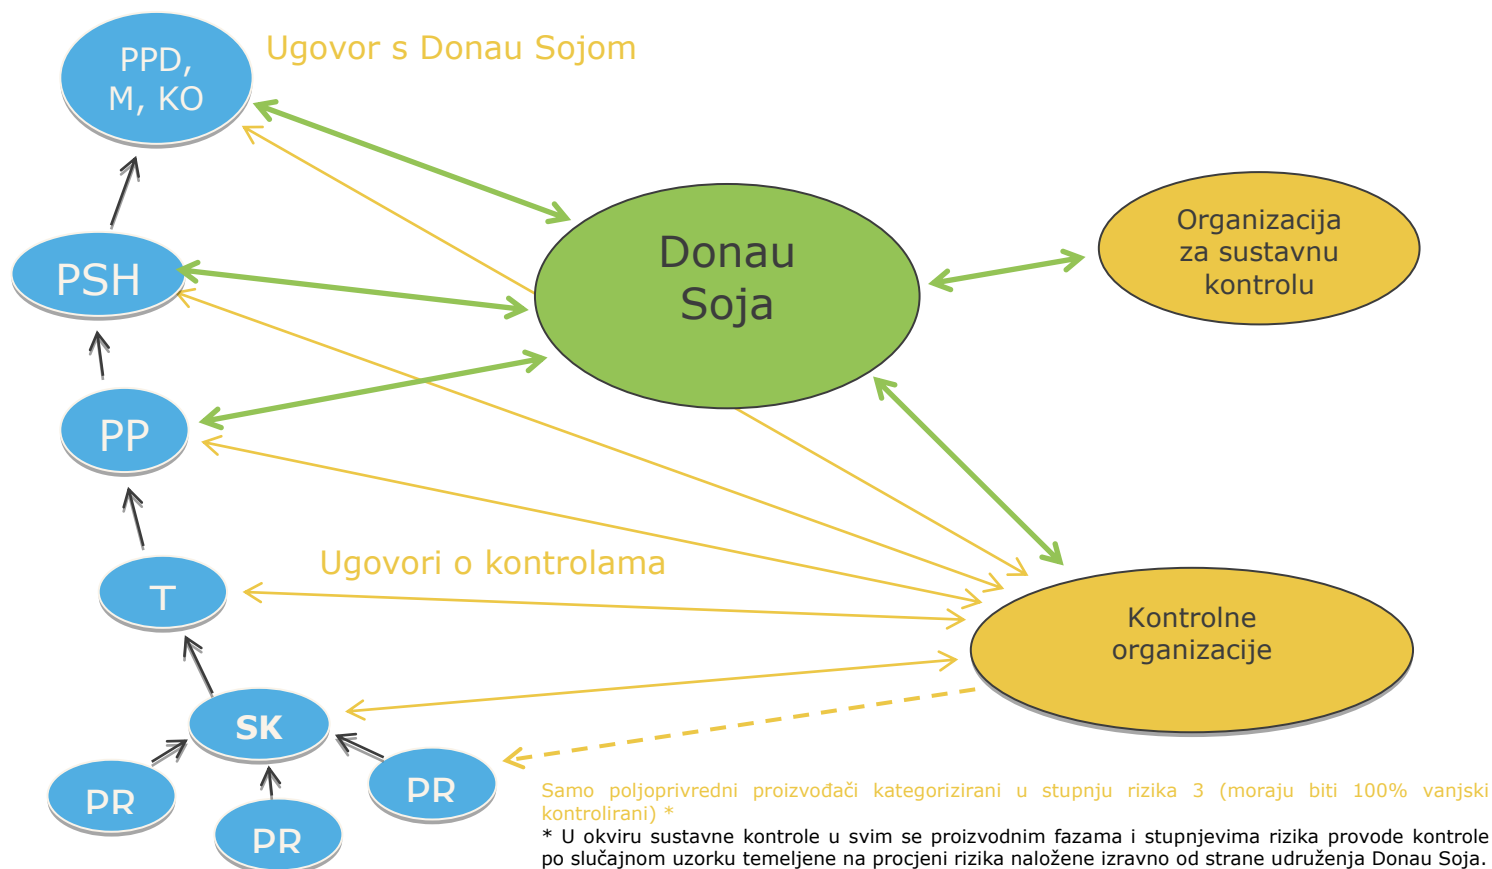 Ugovor s Donau Sojom
PPD,
M, KO
PSH
PP
T
SK
PR
PR
PR
Donau
Soja
Organizacija
za sustavnu
kontrolu
Ugovori o kontrolama
Kontrolne
organizacije
Samo poljoprivredni proizvođači kategorizirani u stupnju rizika 3 (moraju biti 100% vanjski
kontrolirani) *
* U okviru sustavne kontrole u svim se proizvodnim fazama i stupnjevima rizika provode kontrole
po slučajnom uzorku temeljene na procjeni rizika naložene izravno od strane udruženja Donau Soja.